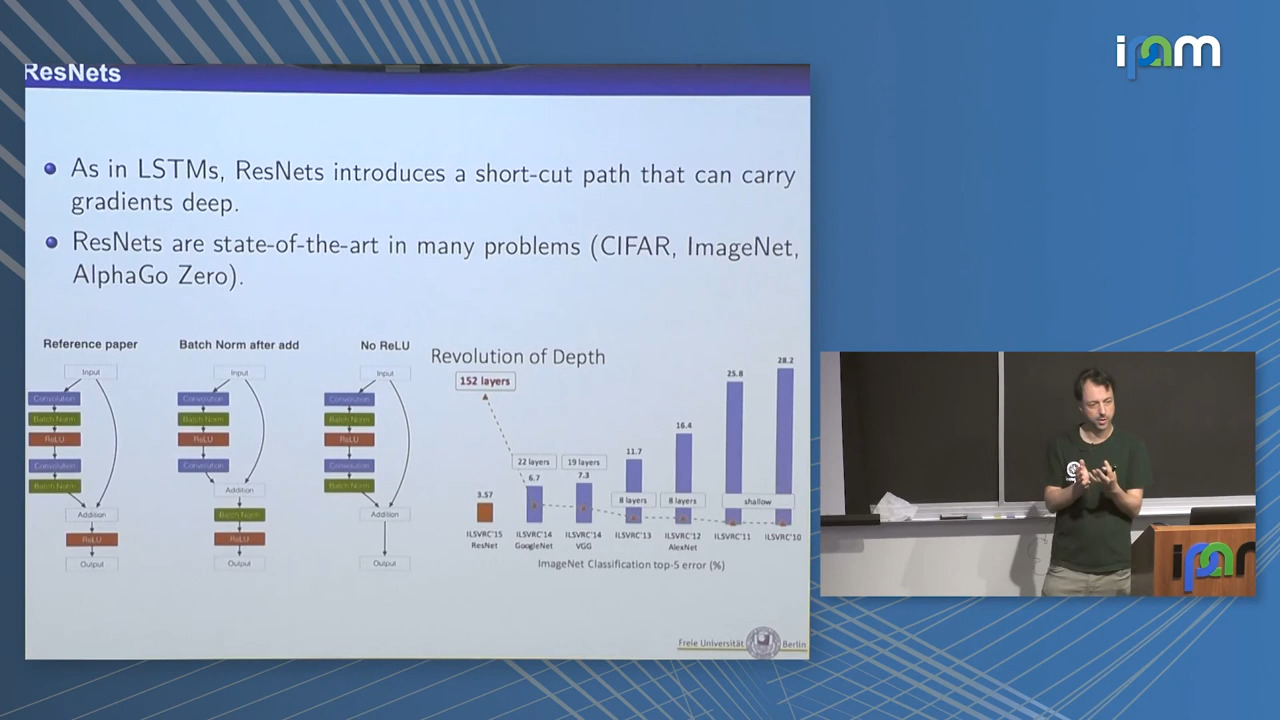 ipam
ResNets
As in LSTMs, ResNets introduces a short-cut path that can carry
gradients deep.
ResNets are state-of-the-art in many problems (CIFAR, ImageNet,
AlphaGo Zero).
Reference paper
Input
Convolution
Batch Norm
ReLU
Convolution
Batch Norm
Addition
ReLU
Output
Batch Norm after add
Input
Convolution
Batch Norm
ReLU
Convolution
Addition
Batch Norm
ReLU
Output
No ReLU
Input
Convolution
Batch Norm
ReLU
Convolution
Batch Norm
Addition
Output
Revolution of Depth
152 layers
22 layers
19 layers
8 layers
8 layers
shallow
3.57
6.7
7.3
11.7
16.4
25.8
28.2
ILSVRC'15
ResNet
ILSVRC'14
GoogleNet
ILSVRC'14
VGG
ILSVRC'13
ILSVRC'12
AlexNet
ILSVRC'11
ILSVRC'10
ImageNet Classification top-5 error (%)
Freie Universität Berlin
ipam